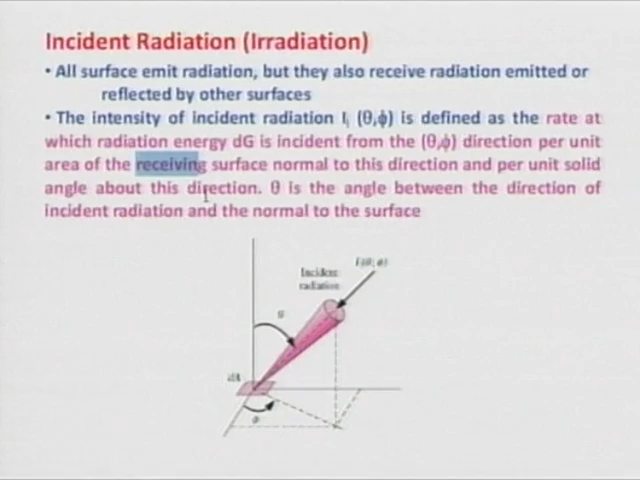 Incident Radiation (Irradiation)
• All surface emit radiation, but they also receive radiation emitted or
reflected by other surfaces
• The intensity of incident radiation Iᵢ (θ,ϕ) is defined as the rate at
which radiation energy dG is incident from the (θ,ϕ) direction per unit
area of the receiving surface normal to this direction and per unit solid
angle about this direction. θ is the angle between the direction of
incident radiation and the normal to the surface
Incident
radiation
θ
dA